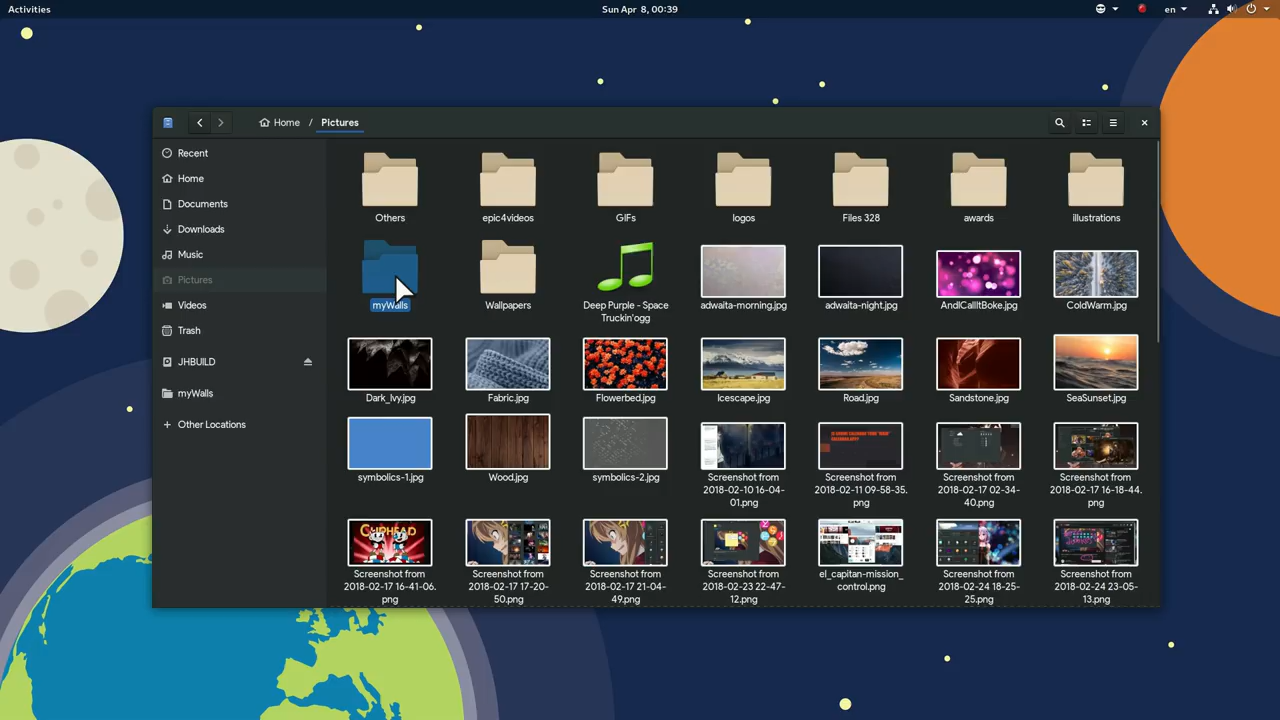 Activities
Sun Apr 8, 00:39
en
Home / Pictures
Recent
Home
Documents
Downloads
Music
Pictures
Videos
Trash
JHBUILD
myWalls
+ Other Locations
Others
epic4videos
GIFs
logos
Files 328
awards
illustrations
myWalls
Wallpapers
Deep Purple - Space
Truckin'ogg
adwaita-morning.jpg
adwaita-night.jpg
AndICallItBoke.jpg
ColdWarm.jpg
Dark_Ivy.jpg
Fabric.jpg
Flowerbed.jpg
Icescape.jpg
Road.jpg
Sandstone.jpg
SeaSunset.jpg
symbolics-1.jpg
Wood.jpg
symbolics-2.jpg
Screenshot from
2018-02-10 16-04-
01.png
Screenshot from
2018-02-11 09-58-35.
png
Screenshot from
2018-02-17 02-34-
40.png
Screenshot from
2018-02-17 16-18-44.
png
CUPHEAD
Screenshot from
2018-02-17 16-41-06.
png
Screenshot from
2018-02-17 17-20-
50.png
Screenshot from
2018-02-17 21-04-
49.png
Screenshot from
2018-02-23 22-47-
12.png
el_capitan-mission_
control.png
Screenshot from
2018-02-24 18-25-
25.png
Screenshot from
2018-02-24 23-05-
13.png